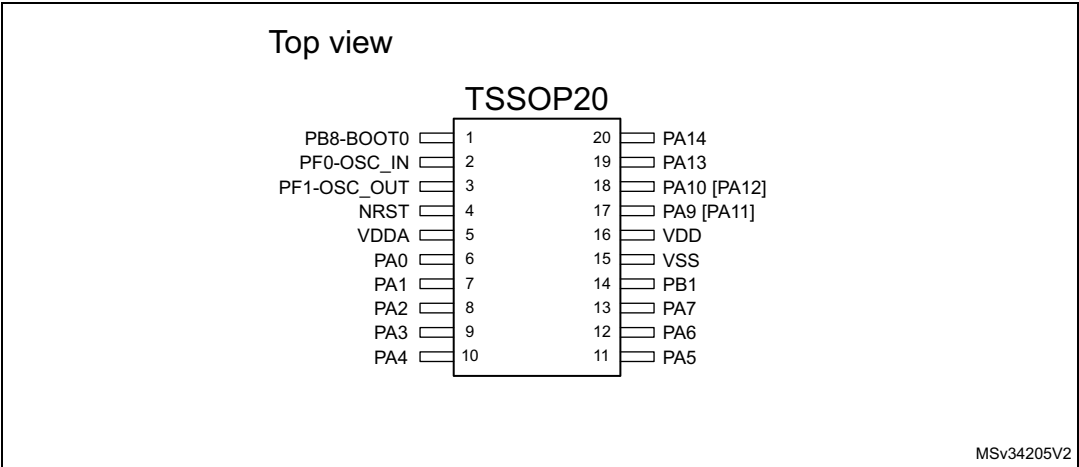 Top view
TSSOP20
PB8-BOOT0 1 20 PA14
PF0-OSC_IN 2 19 PA13
PF1-OSC_OUT 3 18 PA10 [PA12]
NRST 4 17 PA9 [PA11]
VDDA 5 16 VDD
PA0 6 15 VSS
PA1 7 14 PB1
PA2 8 13 PA7
PA3 9 12 PA6
PA4 10 11 PA5
MSv34205V2